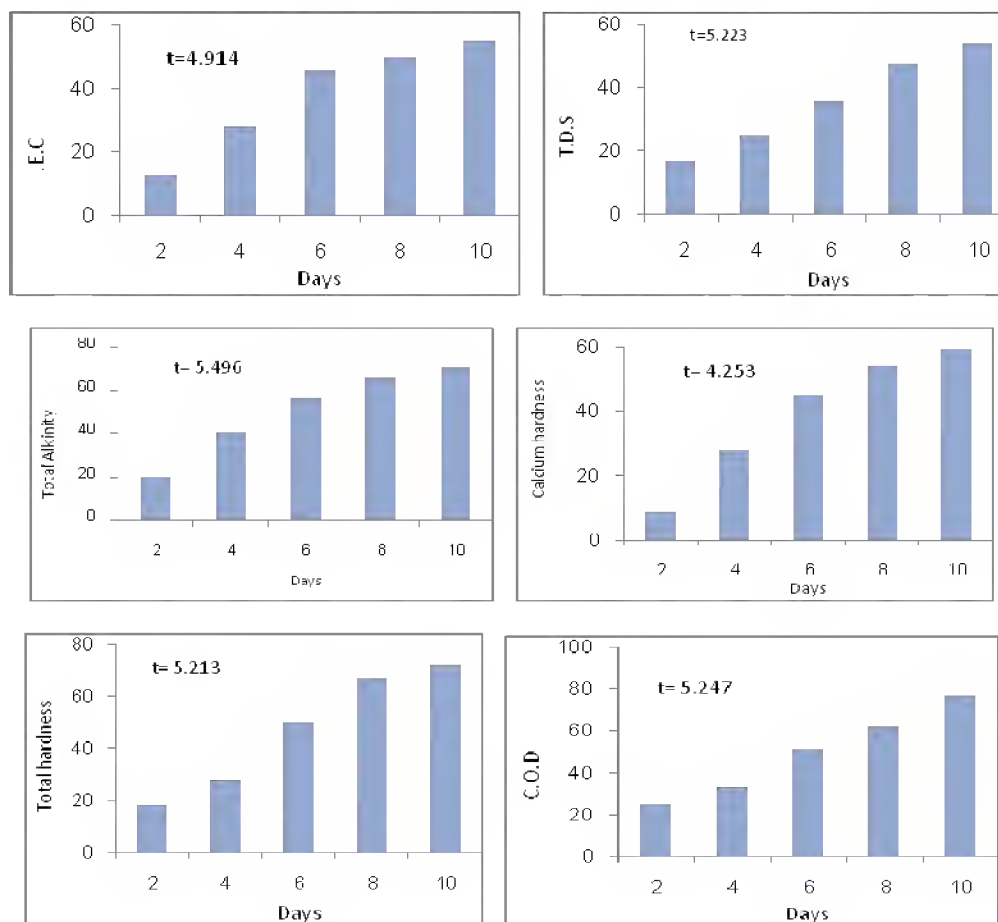 60
40
20
0
.E.C
t=4.914
2 4 6 8 10
Days
60
40
20
0
T.D.S
t=5.223
2 4 6 8 10
Days
80
60
40
20
0
Total Alkinity
t= 5.496
2 4 6 8 10
Days
60
40
20
0
Calcium hardness
t= 4.253
2 4 6 8 10
Days
80
60
40
20
0
Total hardness
t= 5.213
2 4 6 8 10
Days
100
80
60
40
20
0
C.O.D
t= 5.247
2 4 6 8 10
Days